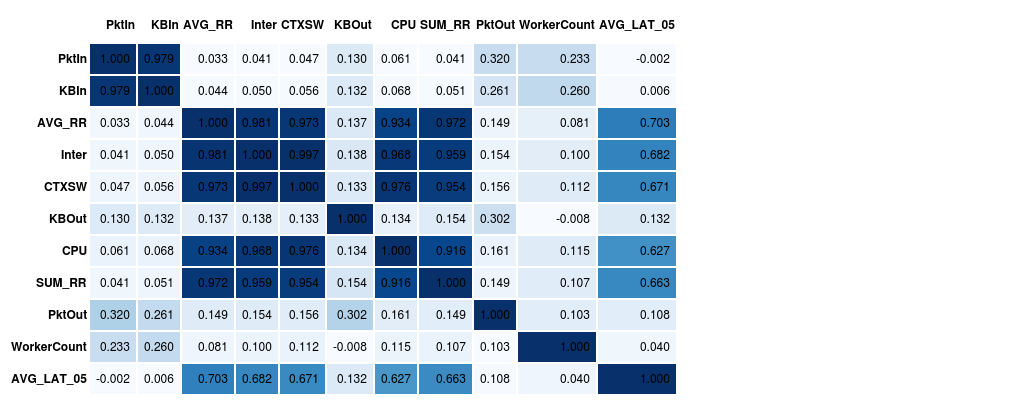 PktIn KBIn AVG_RR Inter CTXSW KBOut CPU SUM_RR PktOut WorkerCount AVG_LAT_05
PktIn 1.000 0.979 0.033 0.041 0.047 0.130 0.061 0.041 0.320 0.233 -0.002
KBIn 0.979 1.000 0.044 0.050 0.056 0.132 0.068 0.051 0.261 0.260 0.006
AVG_RR 0.033 0.044 1.000 0.981 0.973 0.137 0.934 0.972 0.149 0.081 0.703
Inter 0.041 0.050 0.981 1.000 0.997 0.138 0.968 0.959 0.154 0.100 0.682
CTXSW 0.047 0.056 0.973 0.997 1.000 0.133 0.976 0.954 0.156 0.112 0.671
KBOut 0.130 0.132 0.137 0.138 0.133 1.000 0.134 0.154 0.302 -0.008 0.132
CPU 0.061 0.068 0.934 0.968 0.976 0.134 1.000 0.916 0.161 0.115 0.627
SUM_RR 0.041 0.051 0.972 0.959 0.954 0.154 0.916 1.000 0.149 0.107 0.663
PktOut 0.320 0.261 0.149 0.154 0.156 0.302 0.161 0.149 1.000 0.103 0.108
WorkerCount 0.233 0.260 0.081 0.100 0.112 -0.008 0.115 0.107 0.103 1.000 0.040
AVG_LAT_05 -0.002 0.006 0.703 0.682 0.671 0.132 0.627 0.663 0.108 0.040 1.000